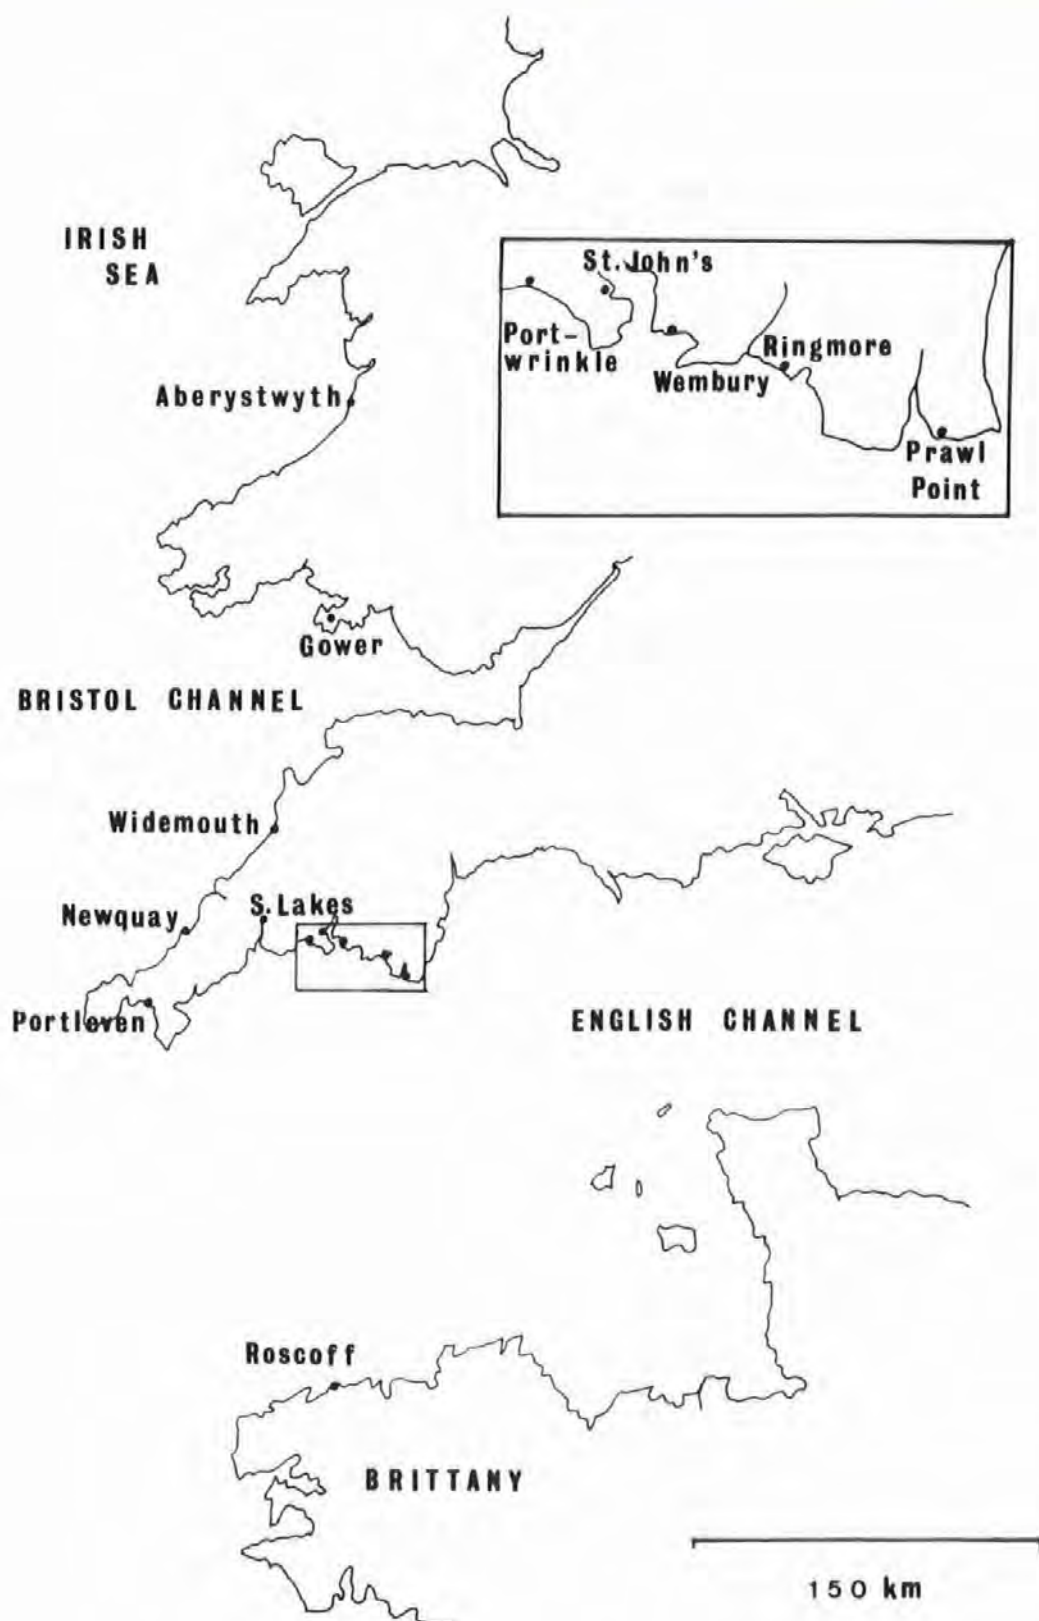 IRISH
SEA
St. John's
Port-
wrinkle
Ringmore
Wembury
Prawl
Point
Aberystwyth
Gower
BRISTOL CHANNEL
Widemouth
Newquay
S.Lakes
Portleven
ENGLISH CHANNEL
Roscoff
BRITTANY
150 km